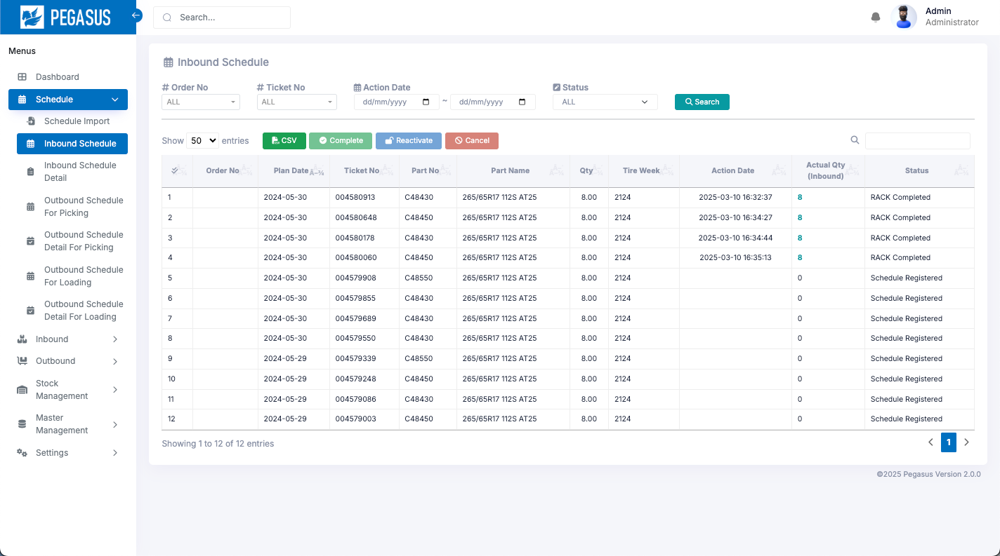 PEGASUS
Search...
Admin
Administrator
Menus
Dashboard
Schedule
Schedule Import
Inbound Schedule
Inbound Schedule
Detail
Outbound Schedule
For Picking
Outbound Schedule
Detail For Picking
Outbound Schedule
For Loading
Outbound Schedule
Detail For Loading
Inbound
Outbound
Stock
Management
Master
Management
Settings
Inbound Schedule
# Order No
# Ticket No
Action Date
Status
ALL
ALL
dd/mm/yyyy ~ dd/mm/yyyy
ALL
Search
Show 50 entries
CSV
Complete
Reactivate
Cancel
Order No Plan Date Ticket No Part No Part Name Qty Tire Week Action Date Actual Qty (Inbound) Status
1 2024-05-30 004580913 C48430 265/65R17 112S AT25 8.00 2124 2025-03-10 16:32:37 8 RACK Completed
2 2024-05-30 004580648 C48450 265/65R17 112S AT25 8.00 2124 2025-03-10 16:34:27 8 RACK Completed
3 2024-05-30 004580178 C48430 265/65R17 112S AT25 8.00 2124 2025-03-10 16:34:44 8 RACK Completed
4 2024-05-30 004580060 C48450 265/65R17 112S AT25 8.00 2124 2025-03-10 16:35:13 8 RACK Completed
5 2024-05-30 004579908 C48550 265/65R17 112S AT25 8.00 2124 0 Schedule Registered
6 2024-05-30 004579855 C48430 265/65R17 112S AT25 8.00 2124 0 Schedule Registered
7 2024-05-30 004579689 C48430 265/65R17 112S AT25 8.00 2124 0 Schedule Registered
8 2024-05-30 004579550 C48430 265/65R17 112S AT25 8.00 2124 0 Schedule Registered
9 2024-05-29 004579339 C48550 265/65R17 112S AT25 8.00 2124 0 Schedule Registered
10 2024-05-29 004579248 C48450 265/65R17 112S AT25 8.00 2124 0 Schedule Registered
11 2024-05-29 004579086 C48430 265/65R17 112S AT25 8.00 2124 0 Schedule Registered
12 2024-05-29 004579003 C48450 265/65R17 112S AT25 8.00 2124 0 Schedule Registered
Showing 1 to 12 of 12 entries
1
©2025 Pegasus Version 2.0.0